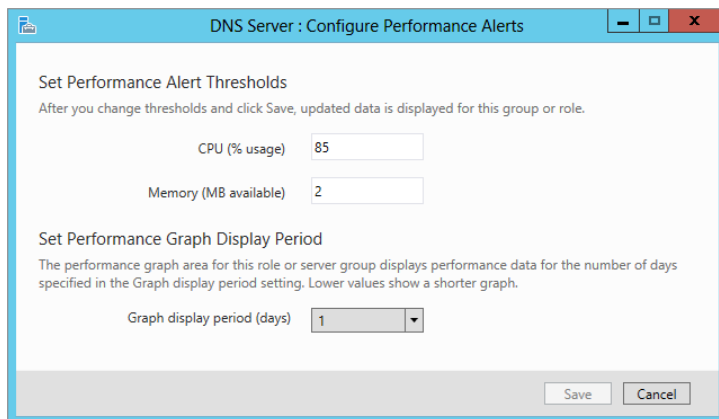 DNS Server : Configure Performance Alerts
Set Performance Alert Thresholds
After you change thresholds and click Save, updated data is displayed for this group or role.
CPU (% usage) 85
Memory (MB available) 2
Set Performance Graph Display Period
The performance graph area for this role or server group displays performance data for the number of days
specified in the Graph display period setting. Lower values show a shorter graph.
Graph display period (days) 1
Save Cancel